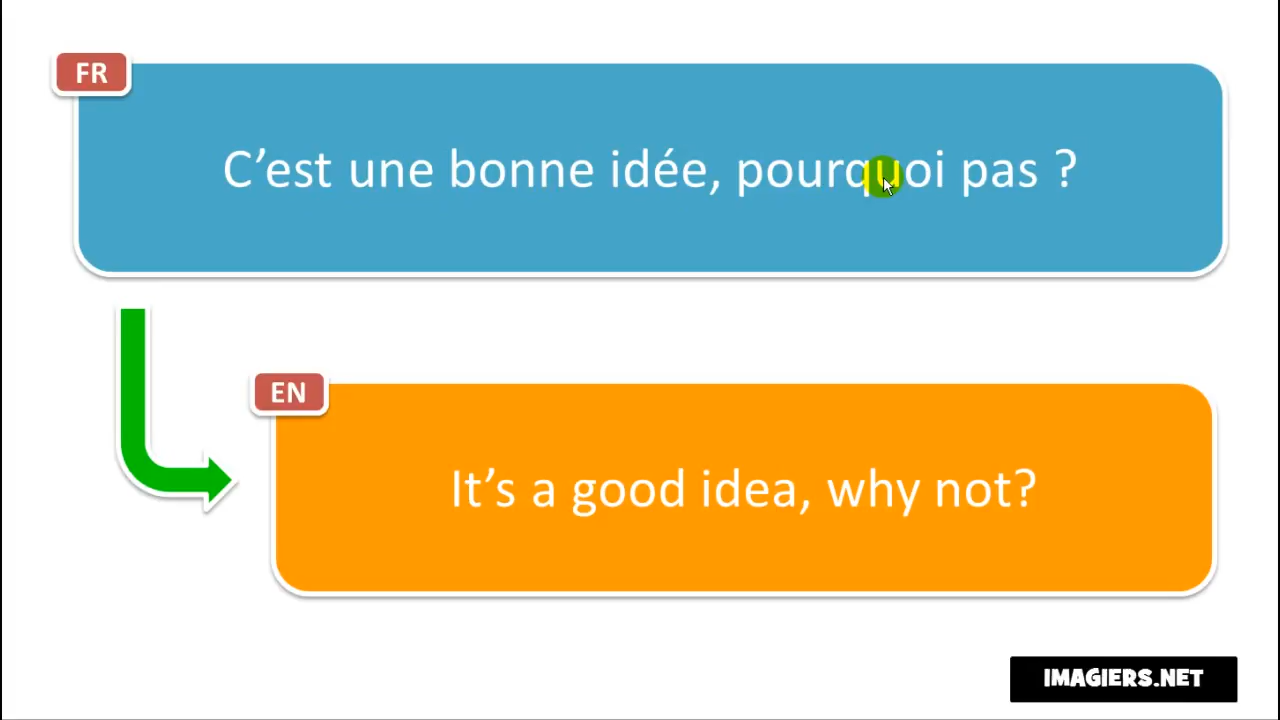 FR
C’est une bonne idée, pourquoi pas ?
EN
It’s a good idea, why not?
IMAGIERS.NET